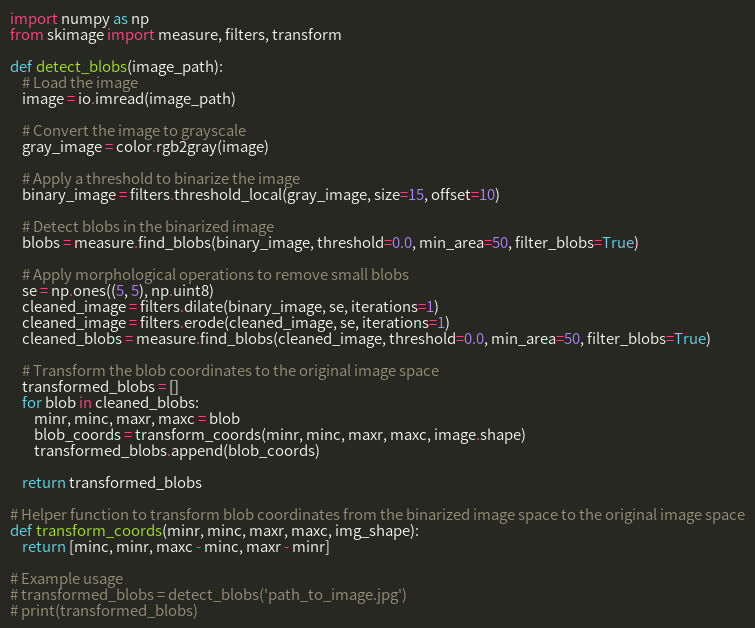 import numpy as np
from skimage import measure, filters, transform

def detect_blobs(image_path):
    # Load the image
    image = io.imread(image_path)

    # Convert the image to grayscale
    gray_image = color.rgb2gray(image)

    # Apply a threshold to binarize the image
    binary_image = filters.threshold_local(gray_image, size=15, offset=10)

    # Detect blobs in the binarized image
    blobs = measure.find_blobs(binary_image, threshold=0.0, min_area=50, filter_blobs=True)

    # Apply morphological operations to remove small blobs
    se = np.ones((5, 5), np.uint8)
    cleaned_image = filters.dilate(binary_image, se, iterations=1)
    cleaned_image = filters.erode(cleaned_image, se, iterations=1)
    cleaned_blobs = measure.find_blobs(cleaned_image, threshold=0.0, min_area=50, filter_blobs=True)

    # Transform the blob coordinates to the original image space
    transformed_blobs = []
    for blob in cleaned_blobs:
        minr, minc, maxr, maxc = blob
        blob_coords = transform_coords(minr, minc, maxr, maxc, image.shape)
        transformed_blobs.append(blob_coords)

    return transformed_blobs

# Helper function to transform blob coordinates from the binarized image space to the original image space
def transform_coords(minr, minc, maxr, maxc, img_shape):
    return [minc, minr, maxc - minc, maxr - minr]

# Example usage
# transformed_blobs = detect_blobs('path_to_image.jpg')
# print(transformed_blobs)